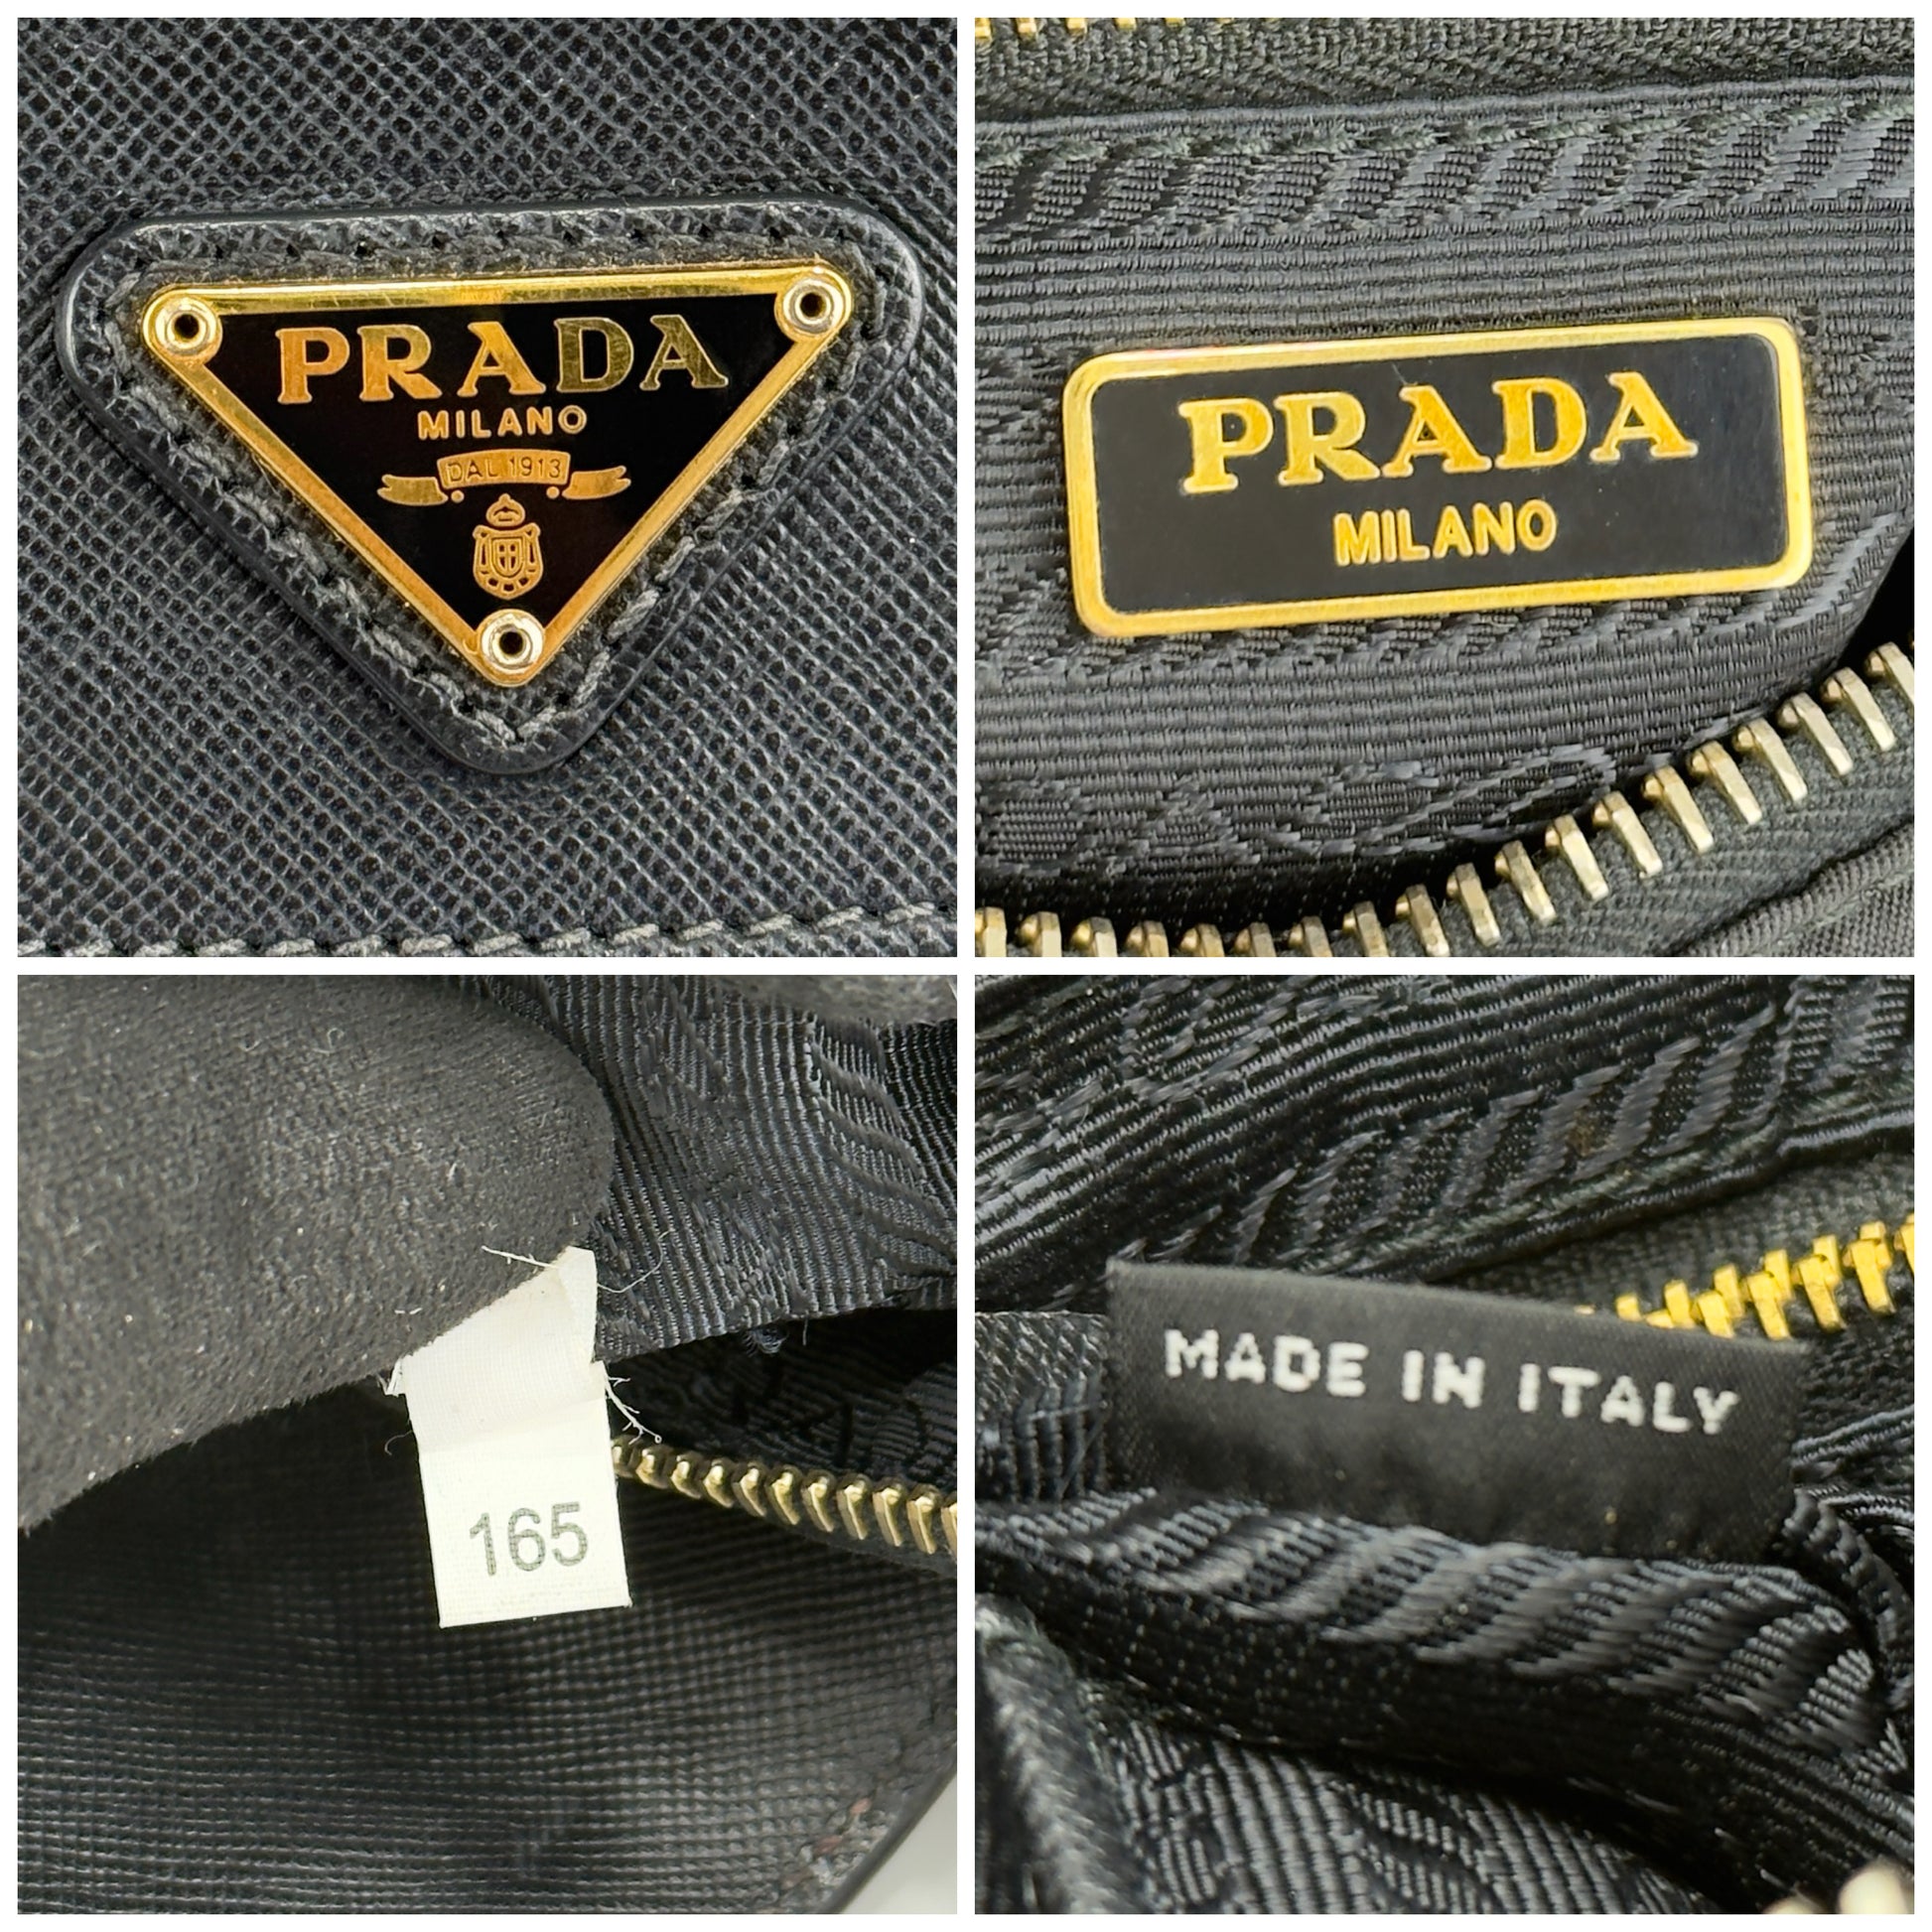 PRADA
MILANO
DAL 1913
PRADA
MILANO
165
MADE IN ITALY